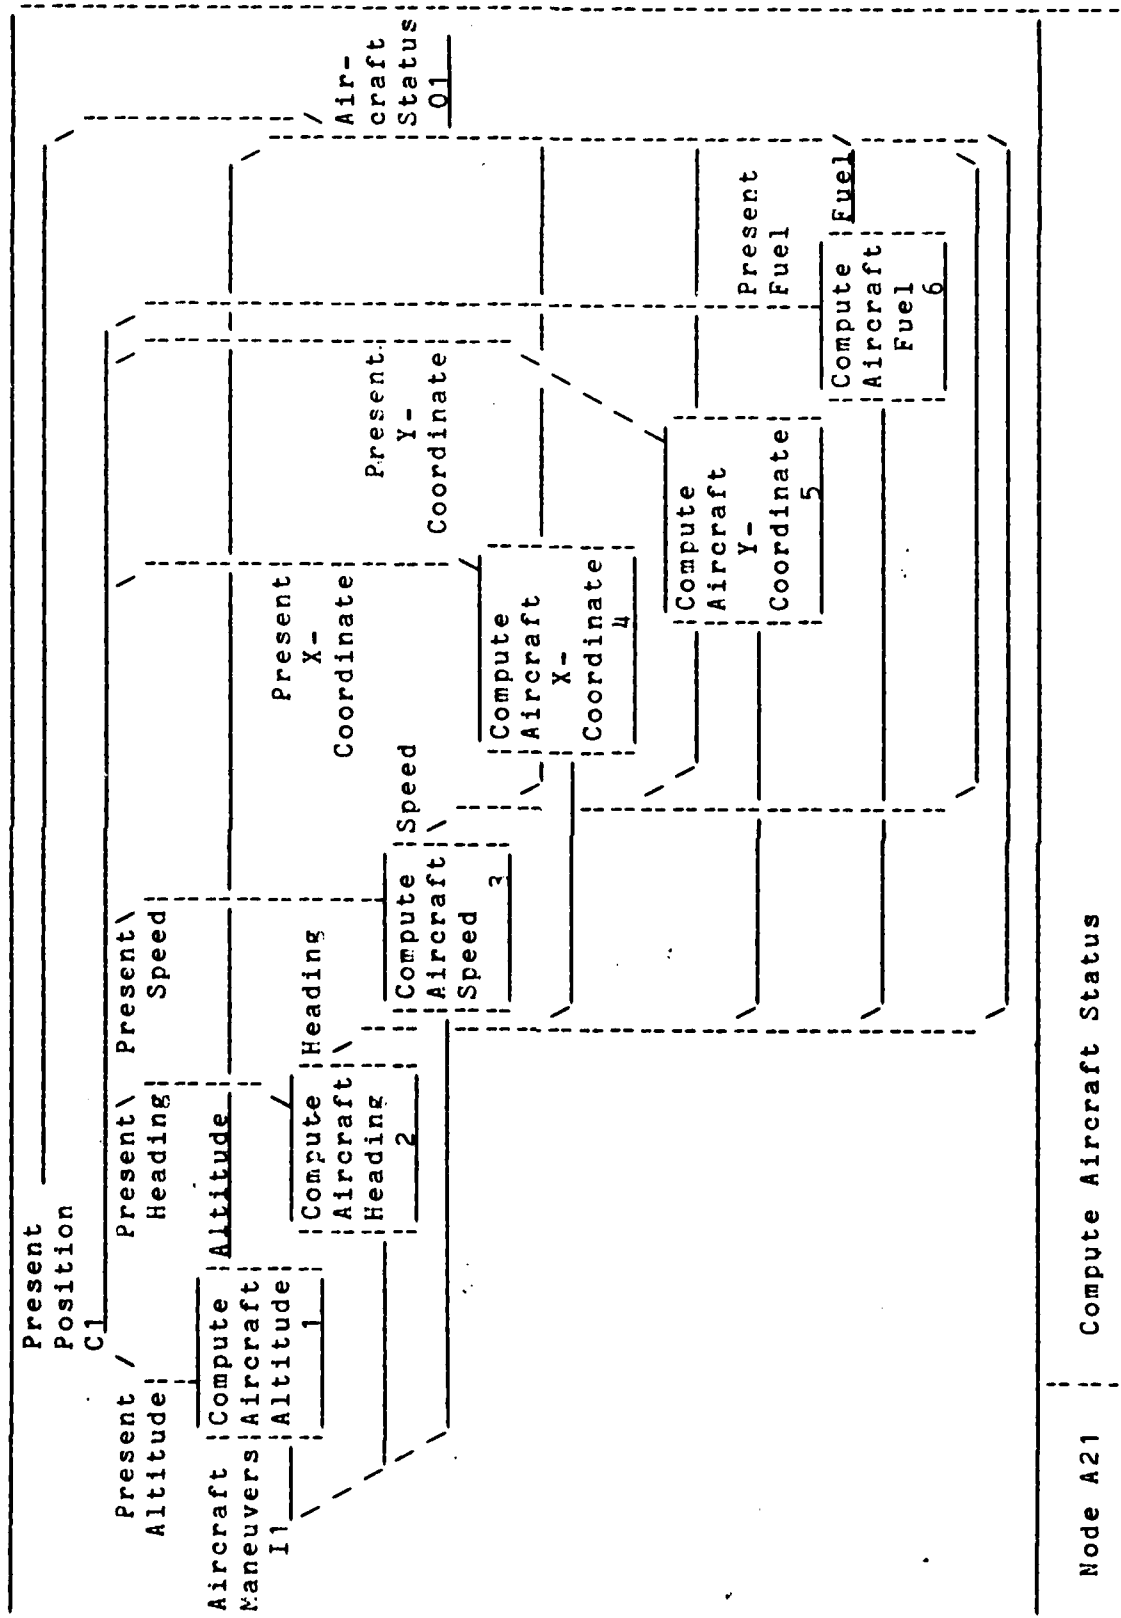 Present
Position
C1
Present
Altitude
Present
Heading
Present
Speed
Aircraft
Maneuvers
I1
Compute
Aircraft
Altitude
1
Altitude
Compute
Aircraft
Heading
2
Heading
Compute
Aircraft
Speed
3
Speed
Present
X-
Coordinate
Compute
Aircraft
X-
Coordinate
4
Present
Y-
Coordinate
Compute
Aircraft
Y-
Coordinate
5
Present
Fuel
Compute
Aircraft
Fuel
6
Fuel
Air-
craft
Status
O1
Node A21
Compute Aircraft Status